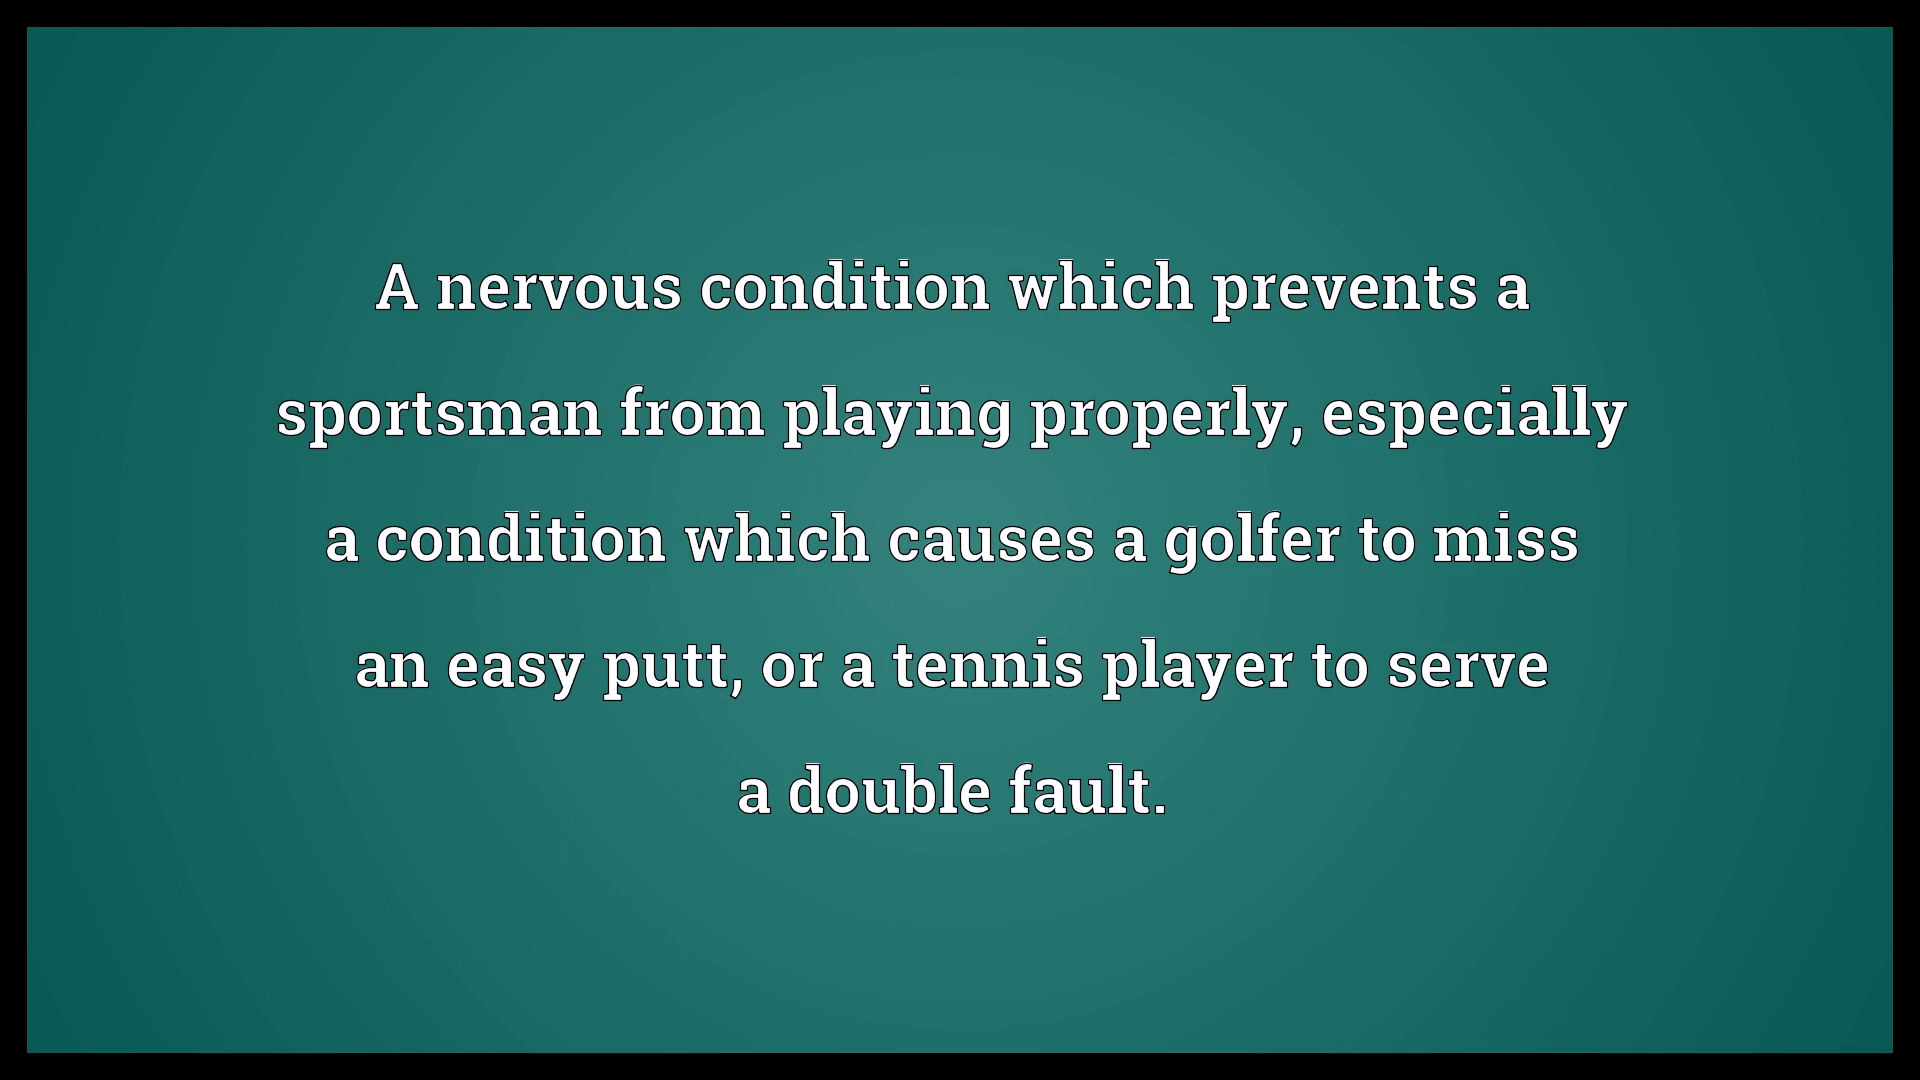 A nervous condition which prevents a
sportsman from playing properly, especially
a condition which causes a golfer to miss
an easy putt, or a tennis player to serve
a double fault.